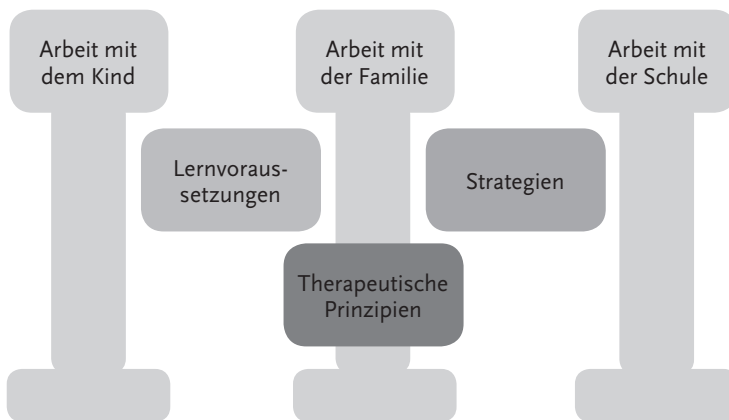 Arbeit mit
dem Kind
Arbeit mit
der Familie
Arbeit mit
der Schule
Lernvoraus-
setzungen
Strategien
Therapeutische
Prinzipien